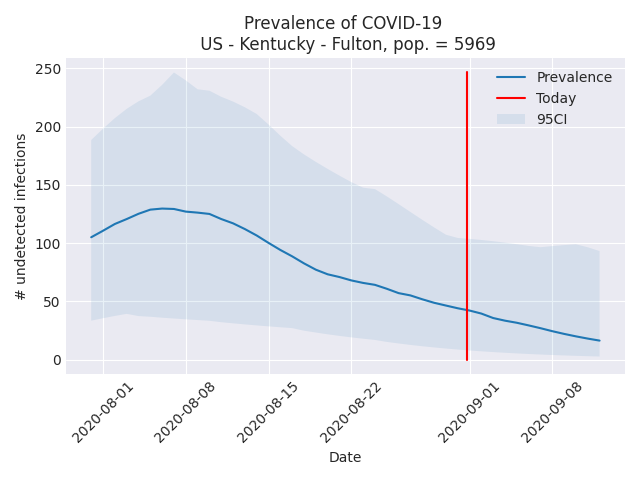 Prevalence of COVID-19
US - Kentucky - Fulton, pop. = 5969
# undetected infections
250
200
150
100
50
0
Prevalence
Today
95CI
2020-08-01
2020-08-08
2020-08-15
2020-08-22
2020-09-01
2020-09-08
Date